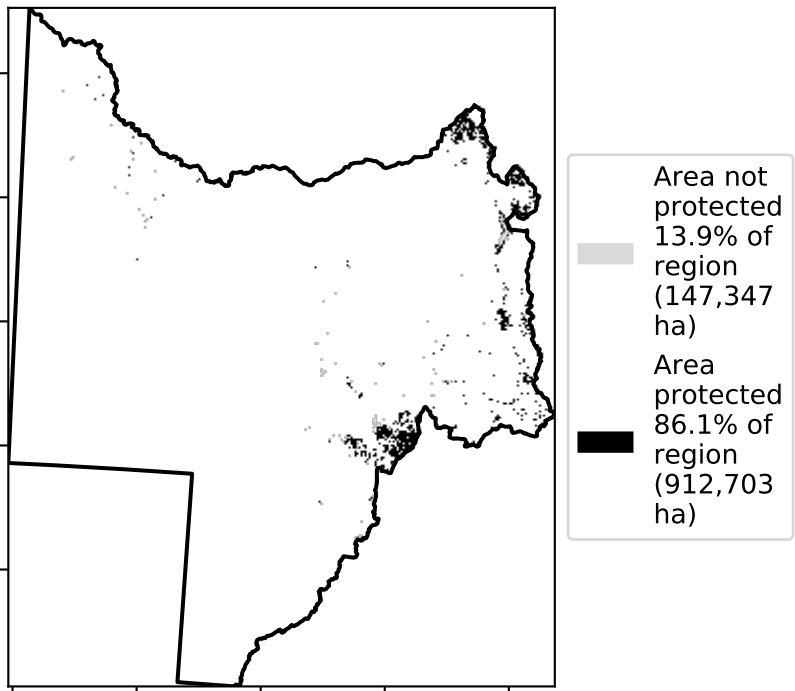 Area not
protected
13.9% of
region
(147,347
ha)
Area
protected
86.1% of
region
(912,703
ha)